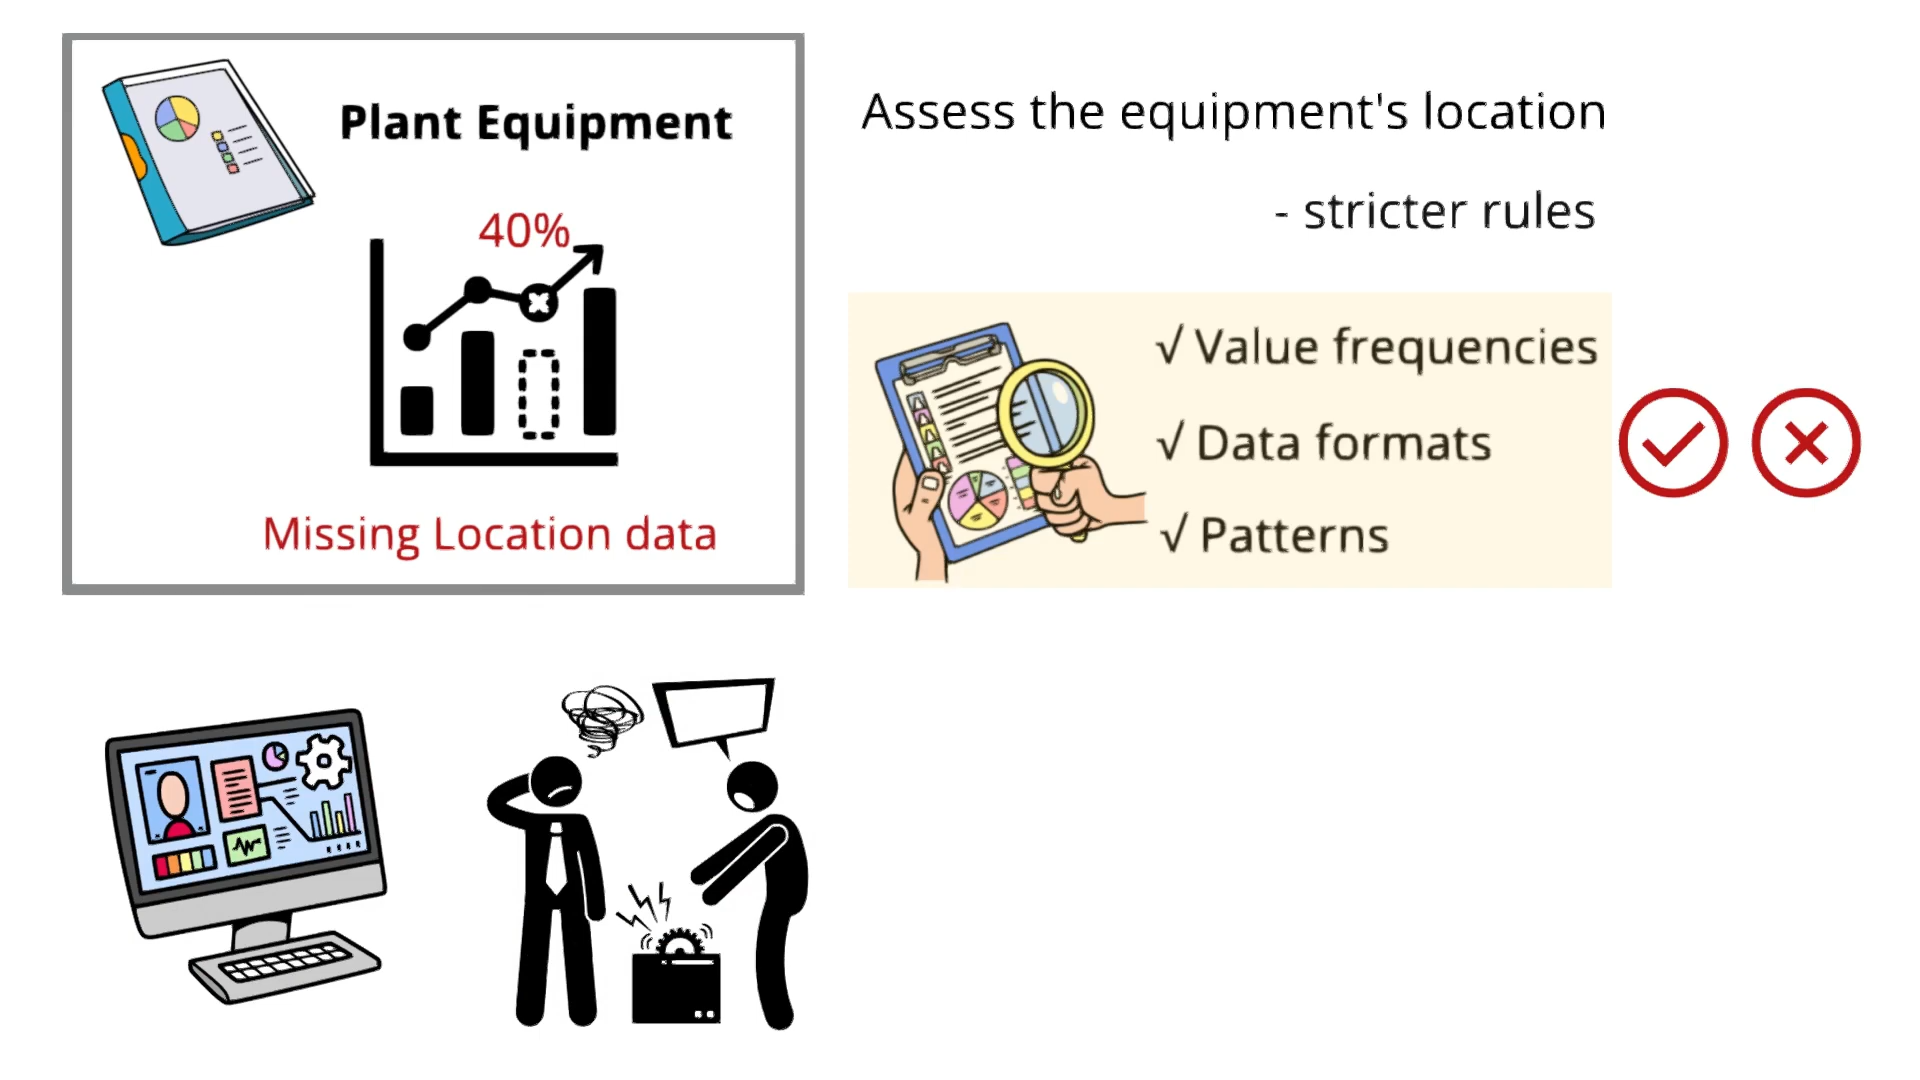 Plant Equipment
40%
Missing Location data
Assess the equipment's location
- stricter rules
√ Value frequencies
√ Data formats
√ Patterns